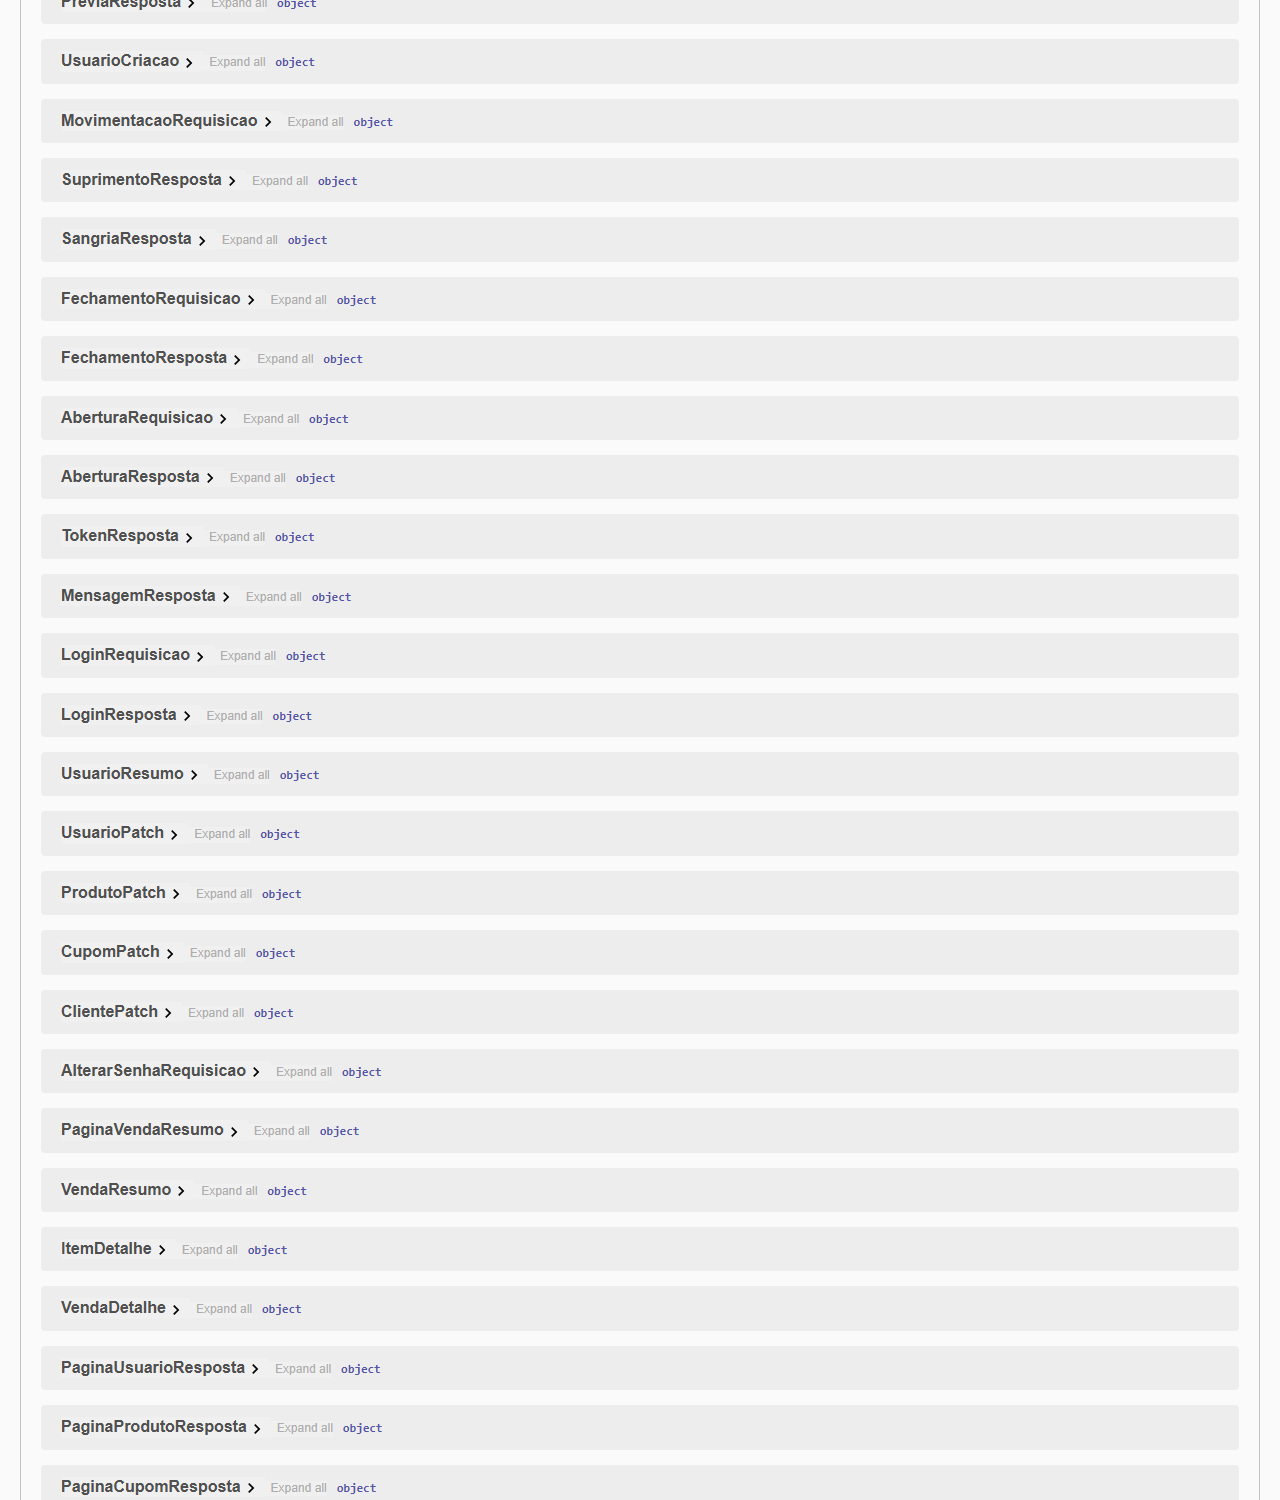 PreviaResposta Expand all object
UsuarioCriacao Expand all object
MovimentacaoRequisicao Expand all object
SuprimentoResposta Expand all object
SangriaResposta Expand all object
FechamentoRequisicao Expand all object
FechamentoResposta Expand all object
AberturaRequisicao Expand all object
AberturaResposta Expand all object
TokenResposta Expand all object
MensagemResposta Expand all object
LoginRequisicao Expand all object
LoginResposta Expand all object
UsuarioResumo Expand all object
UsuarioPatch Expand all object
ProdutoPatch Expand all object
CupomPatch Expand all object
ClientePatch Expand all object
AlterarSenhaRequisicao Expand all object
PaginaVendaResumo Expand all object
VendaResumo Expand all object
ItemDetalhe Expand all object
VendaDetalhe Expand all object
PaginaUsuarioResposta Expand all object
PaginaProdutoResposta Expand all object
PaginaCupomResposta Expand all object